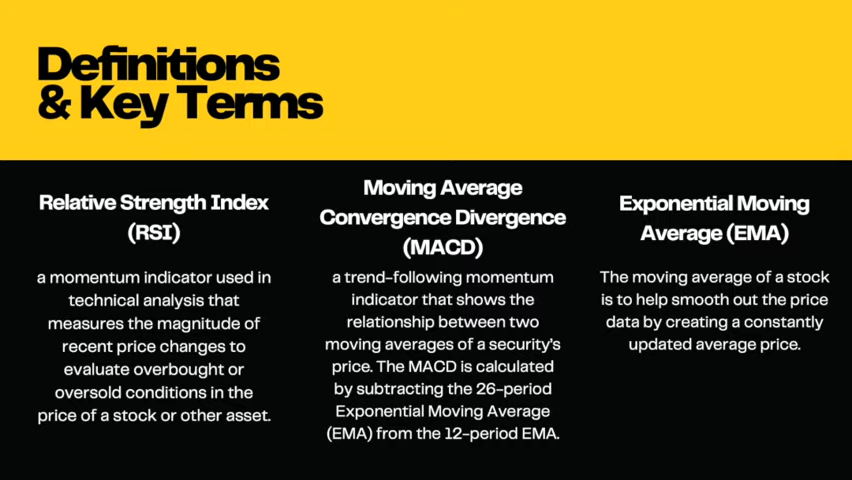 Definitions
& Key Terms
Relative Strength Index
(RSI)
a momentum indicator used in
technical analysis that
measures the magnitude of
recent price changes to
evaluate overbought or
oversold conditions in the
price of a stock or other asset.
Moving Average
Convergence Divergence
(MACD)
a trend-following momentum
indicator that shows the
relationship between two
moving averages of a security's
price. The MACD is calculated
by subtracting the 26-period
Exponential Moving Average
(EMA) from the 12-period EMA.
Exponential Moving
Average (EMA)
The moving average of a stock
is to help smooth out the price
data by creating a constantly
updated average price.